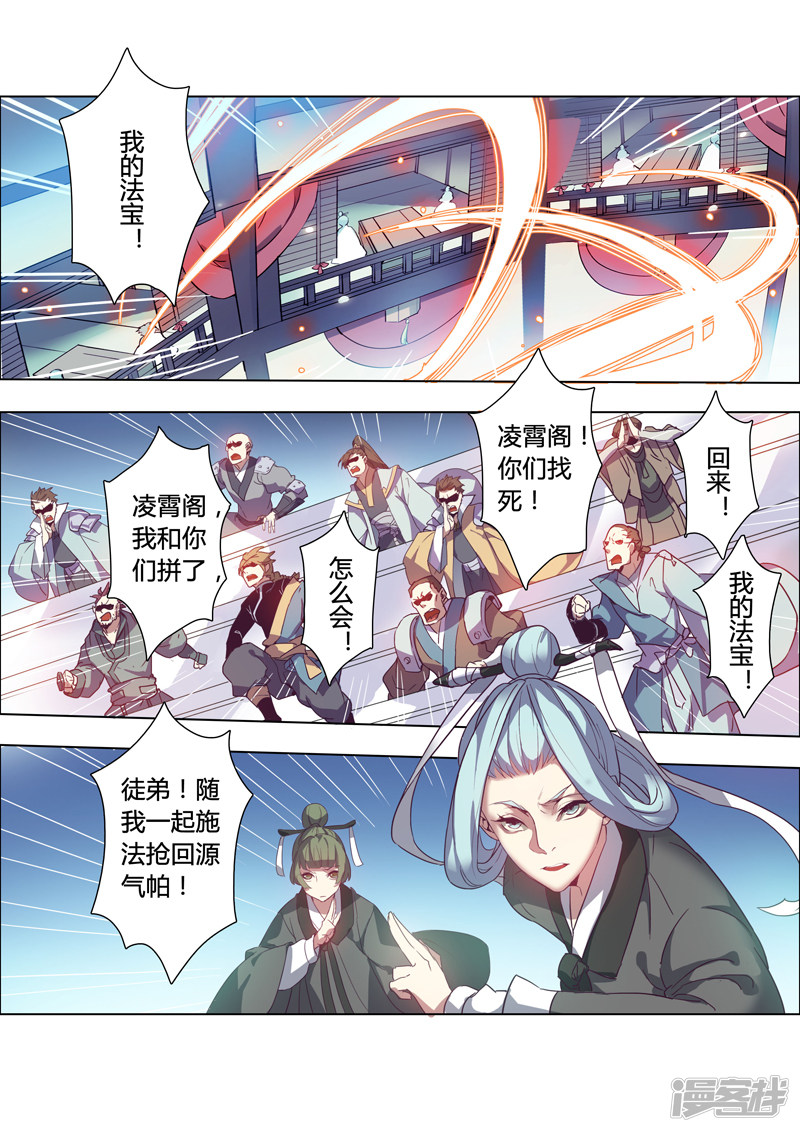 我的法宝！
凌霄阁，
我和你
们拼了，
怎么会！
凌霄阁！
你们找
死！
回来！
我的法宝！
徒弟！随
我一起施
法抢回源
气帕！
漫客栈